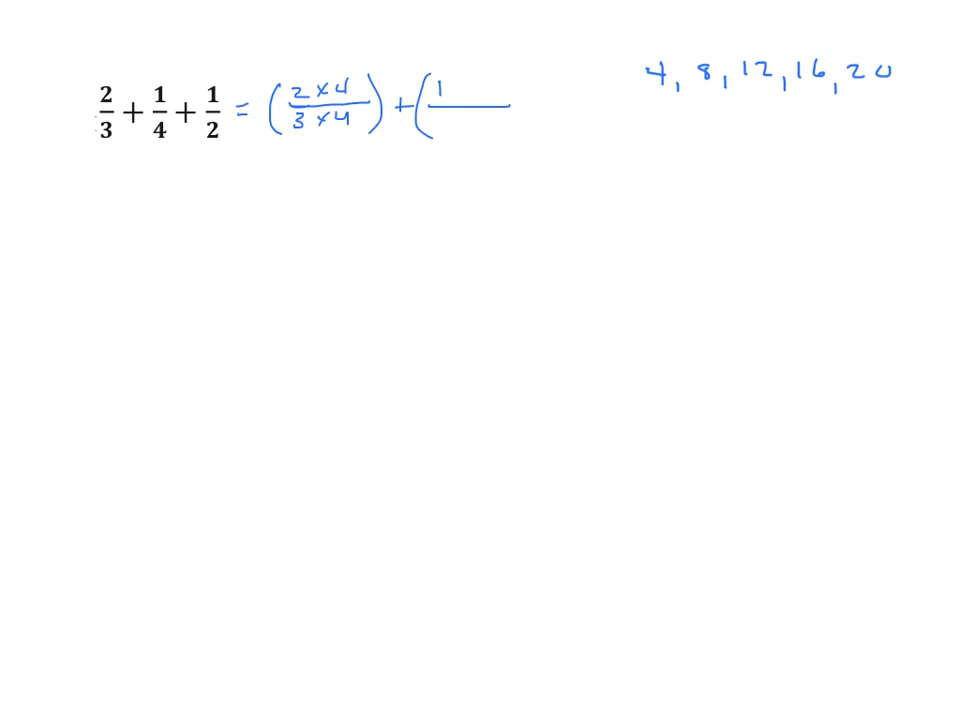 2/3 + 1/4 + 1/2 = (2 × 4 / 3 × 4) + (1 /
4, 8, 12, 16, 20